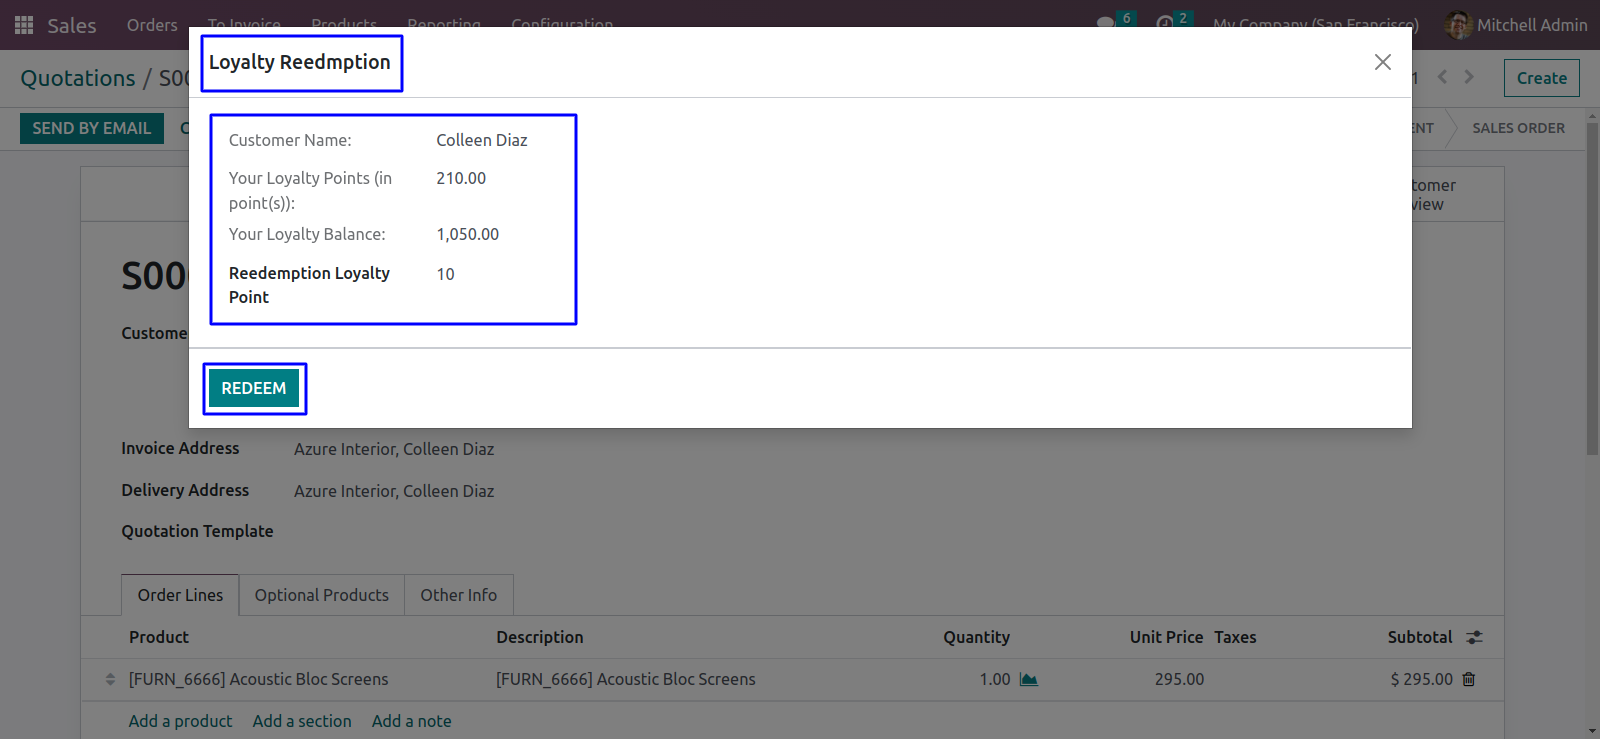 Sales Orders To Invoice Products Reporting Configuration 6 2 My Company (San Francisco) Mitchell Admin
Loyalty Reedmption
Quotations / S00 1 Create
SEND BY EMAIL SALES ORDER
Customer Name: Colleen Diaz
Your Loyalty Points (in 210.00
point(s)):
Your Loyalty Balance: 1,050.00
Reedemption Loyalty 10
Point
tomer
view
S000
Custome
REDEEM
Invoice Address Azure Interior, Colleen Diaz
Delivery Address Azure Interior, Colleen Diaz
Quotation Template
Order Lines Optional Products Other Info
Product Description Quantity Unit Price Taxes Subtotal
[FURN_6666] Acoustic Bloc Screens [FURN_6666] Acoustic Bloc Screens 1.00 295.00 $ 295.00
Add a product Add a section Add a note